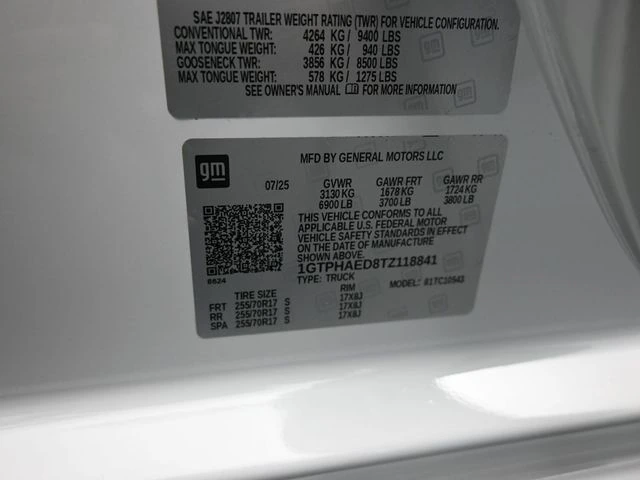 SAE J2807 TRAILER WEIGHT RATING (TWR) FOR VEHICLE CONFIGURATION.
CONVENTIONAL TWR: 4264 KG / 9400 LBS
MAX TONGUE WEIGHT: 426 KG / 940 LBS
GOOSENECK TWR: 3856 KG / 8500 LBS
MAX TONGUE WEIGHT: 578 KG / 1275 LBS
SEE OWNER'S MANUAL FOR MORE INFORMATION
gm
MFD BY GENERAL MOTORS LLC
07/25 GVWR GAWR FRT GAWR RR
3130 KG 1678 KG 1724 KG
6900 LB 3700 LB 3800 LB
THIS VEHICLE CONFORMS TO ALL
APPLICABLE U.S. FEDERAL MOTOR
VEHICLE SAFETY STANDARDS IN EFFECT
ON THE DATE OF MANUFACTURE
SHOWN ABOVE.
1GTPHAED8TZ118841
6624 TYPE: TRUCK MODEL: 817C10543
TIRE SIZE RIM
FRT 255/70R17 S 17X8J
RR 255/70R17 S 17X8J
SPA 255/70R17 S 17X8J